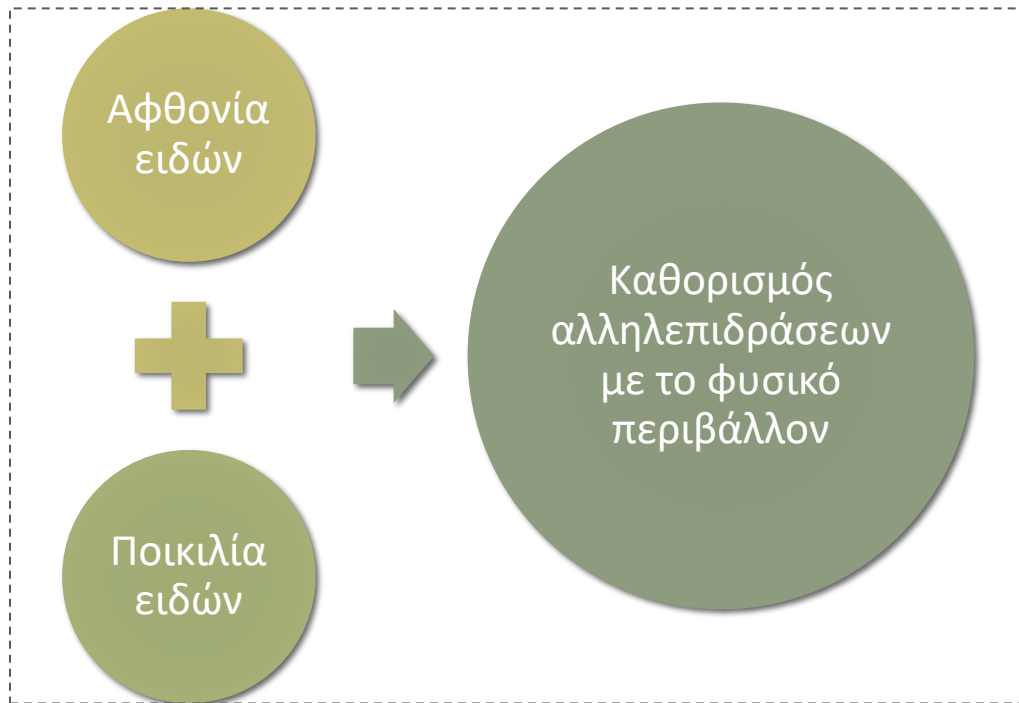 Αφθονία
ειδών
Ποικιλία
ειδών
Καθορισμός
αλληλεπιδράσεων
με το φυσικό
περιβάλλον